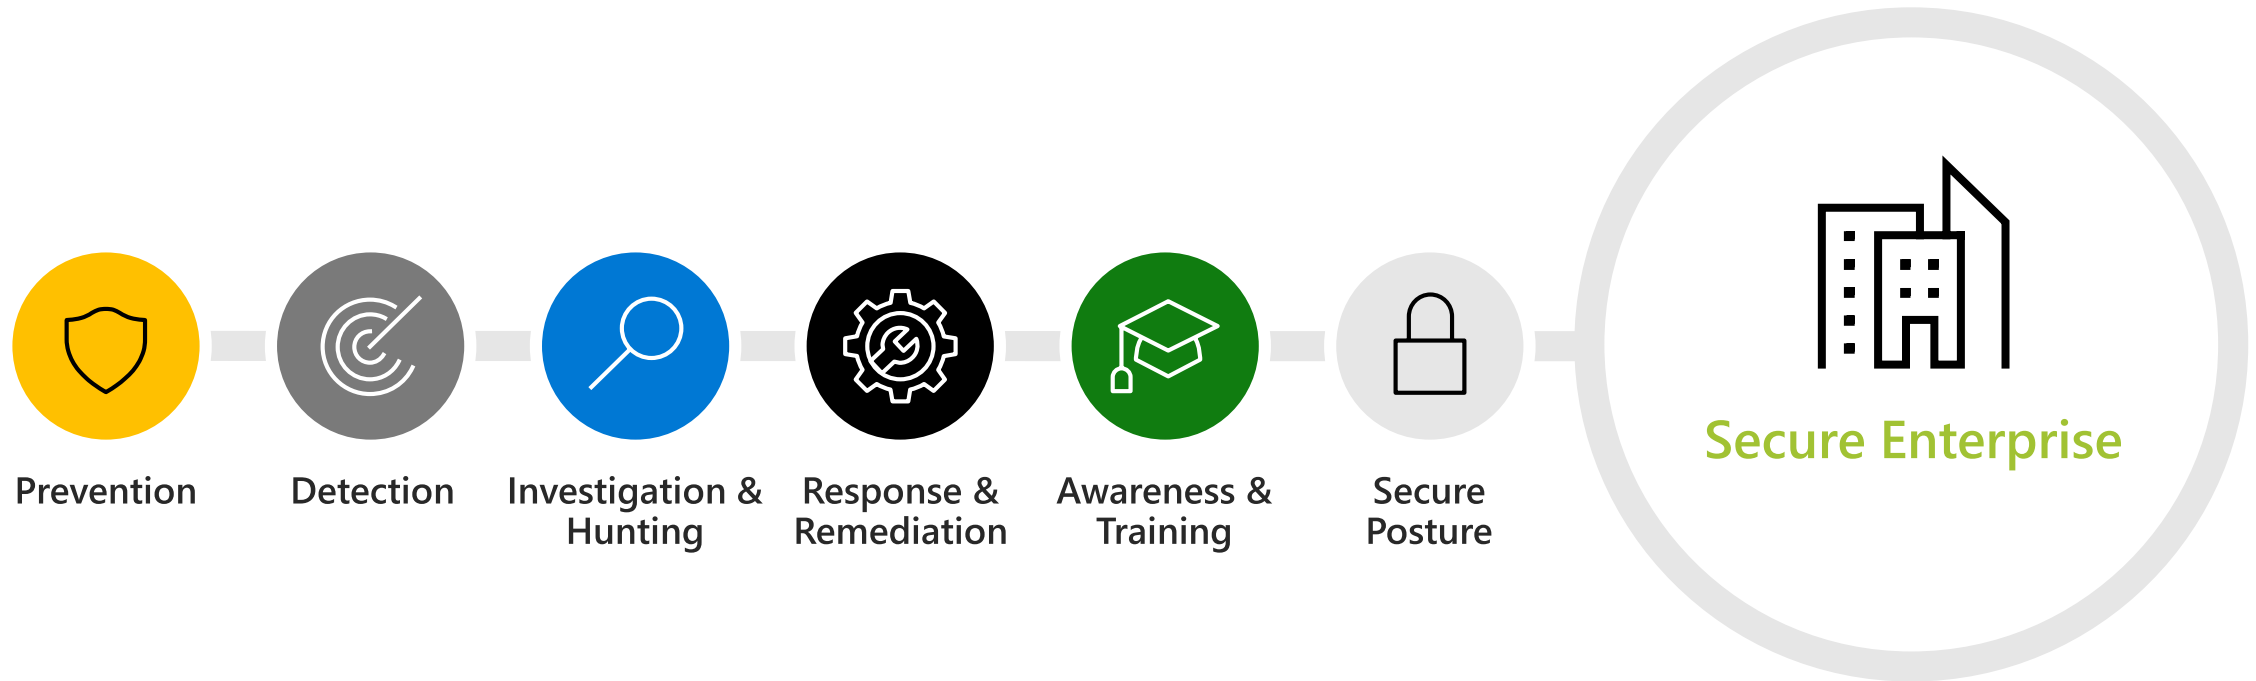 Prevention
Detection
Investigation &
Hunting
Response &
Remediation
Awareness &
Training
Secure
Posture
Secure Enterprise